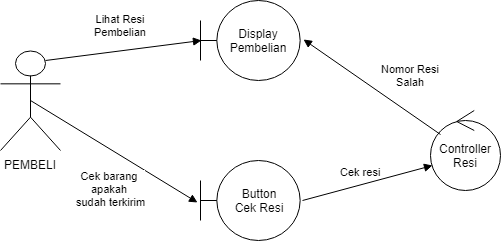 Lihat Resi
Pembelian
Display
Pembelian
Nomor Resi
Salah
PEMBELI
Controller
Resi
Cek barang
apakah
sudah terkirim
Button
Cek Resi
Cek resi